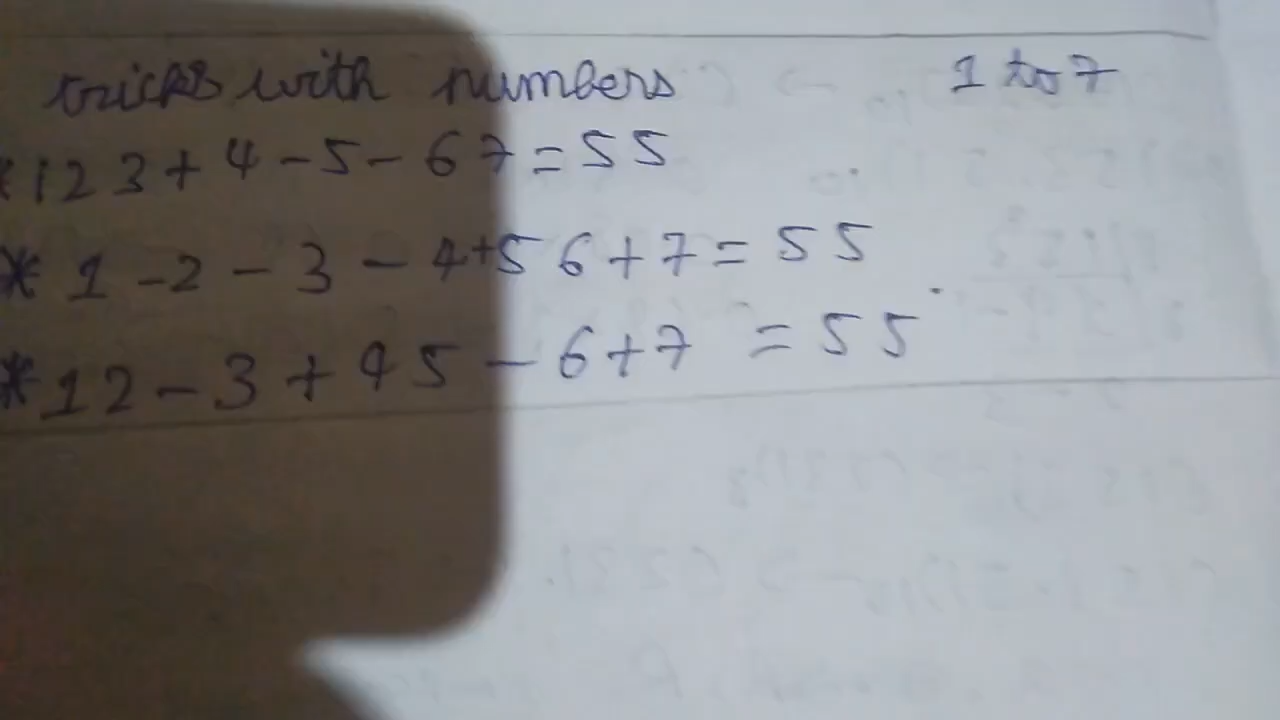 tricks with numbers 1 to 7
* 123 + 4 - 5 - 67 = 55
* 1 - 2 - 3 - 4 + 56 + 7 = 55
* 12 - 3 + 45 - 6 + 7 = 55